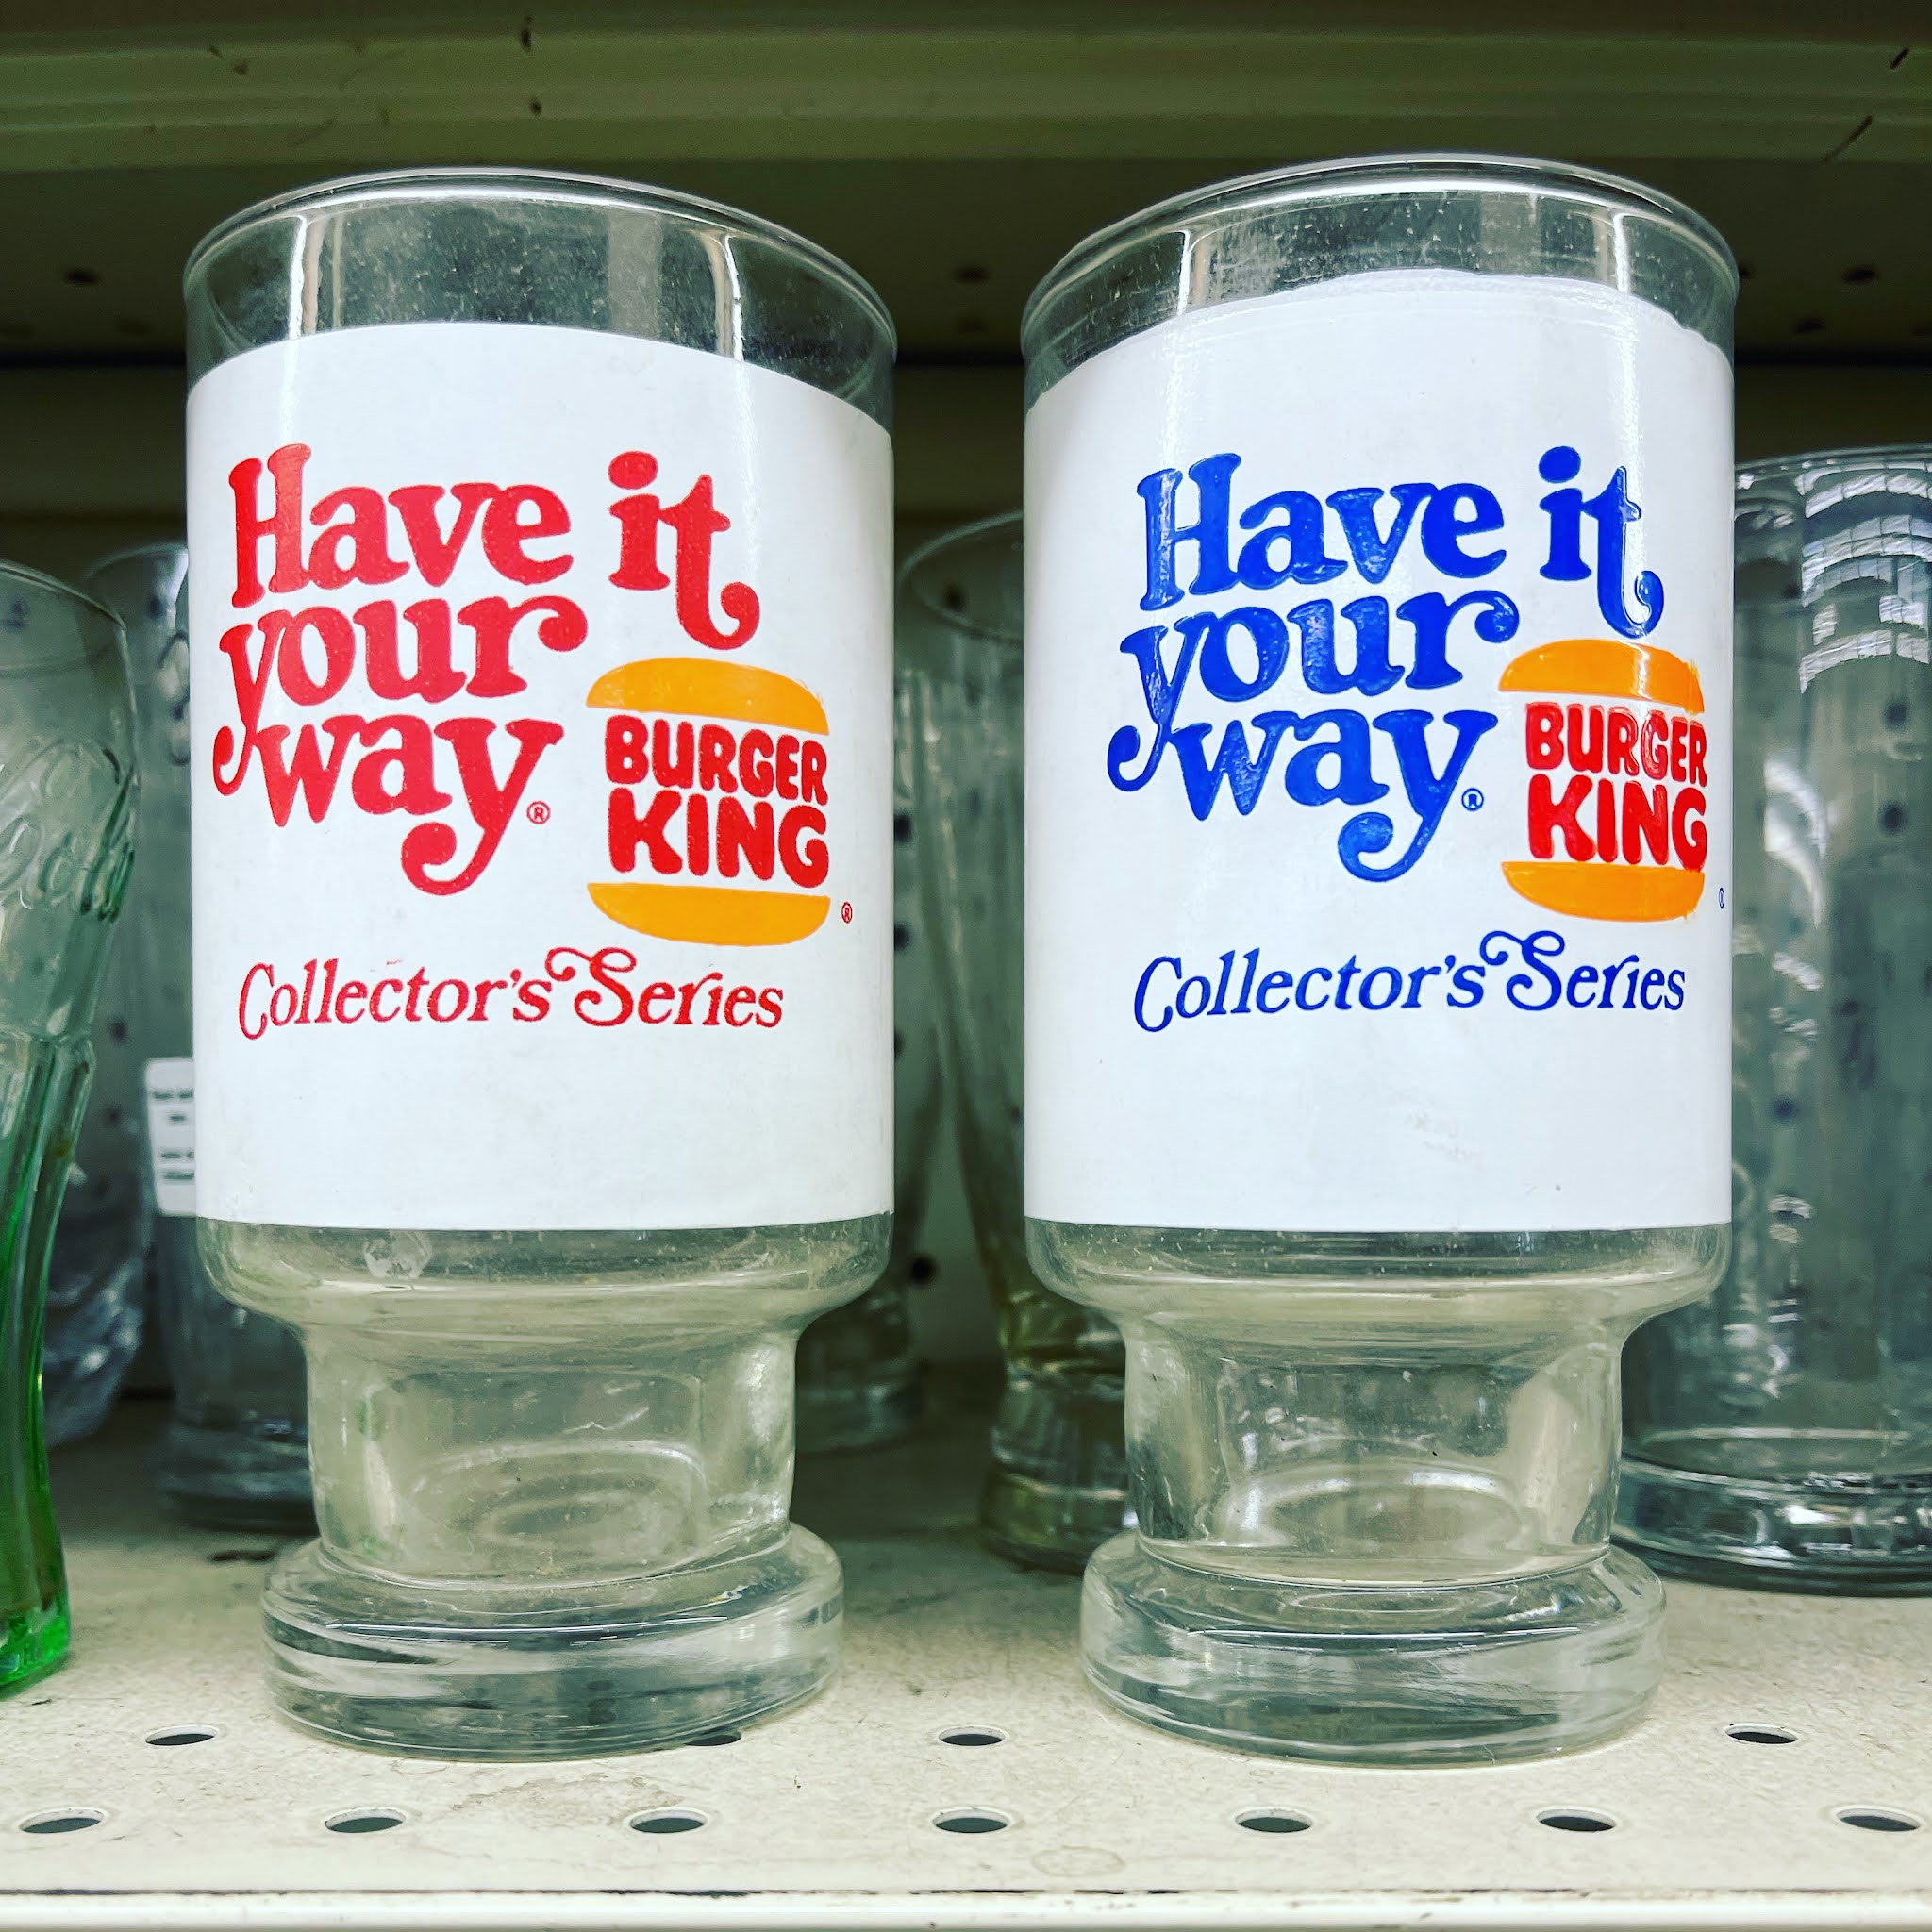 Have it
your
way®
BURGER
KING®
Collector's Series
Have it
your
way®
BURGER
KING
Collector's Series